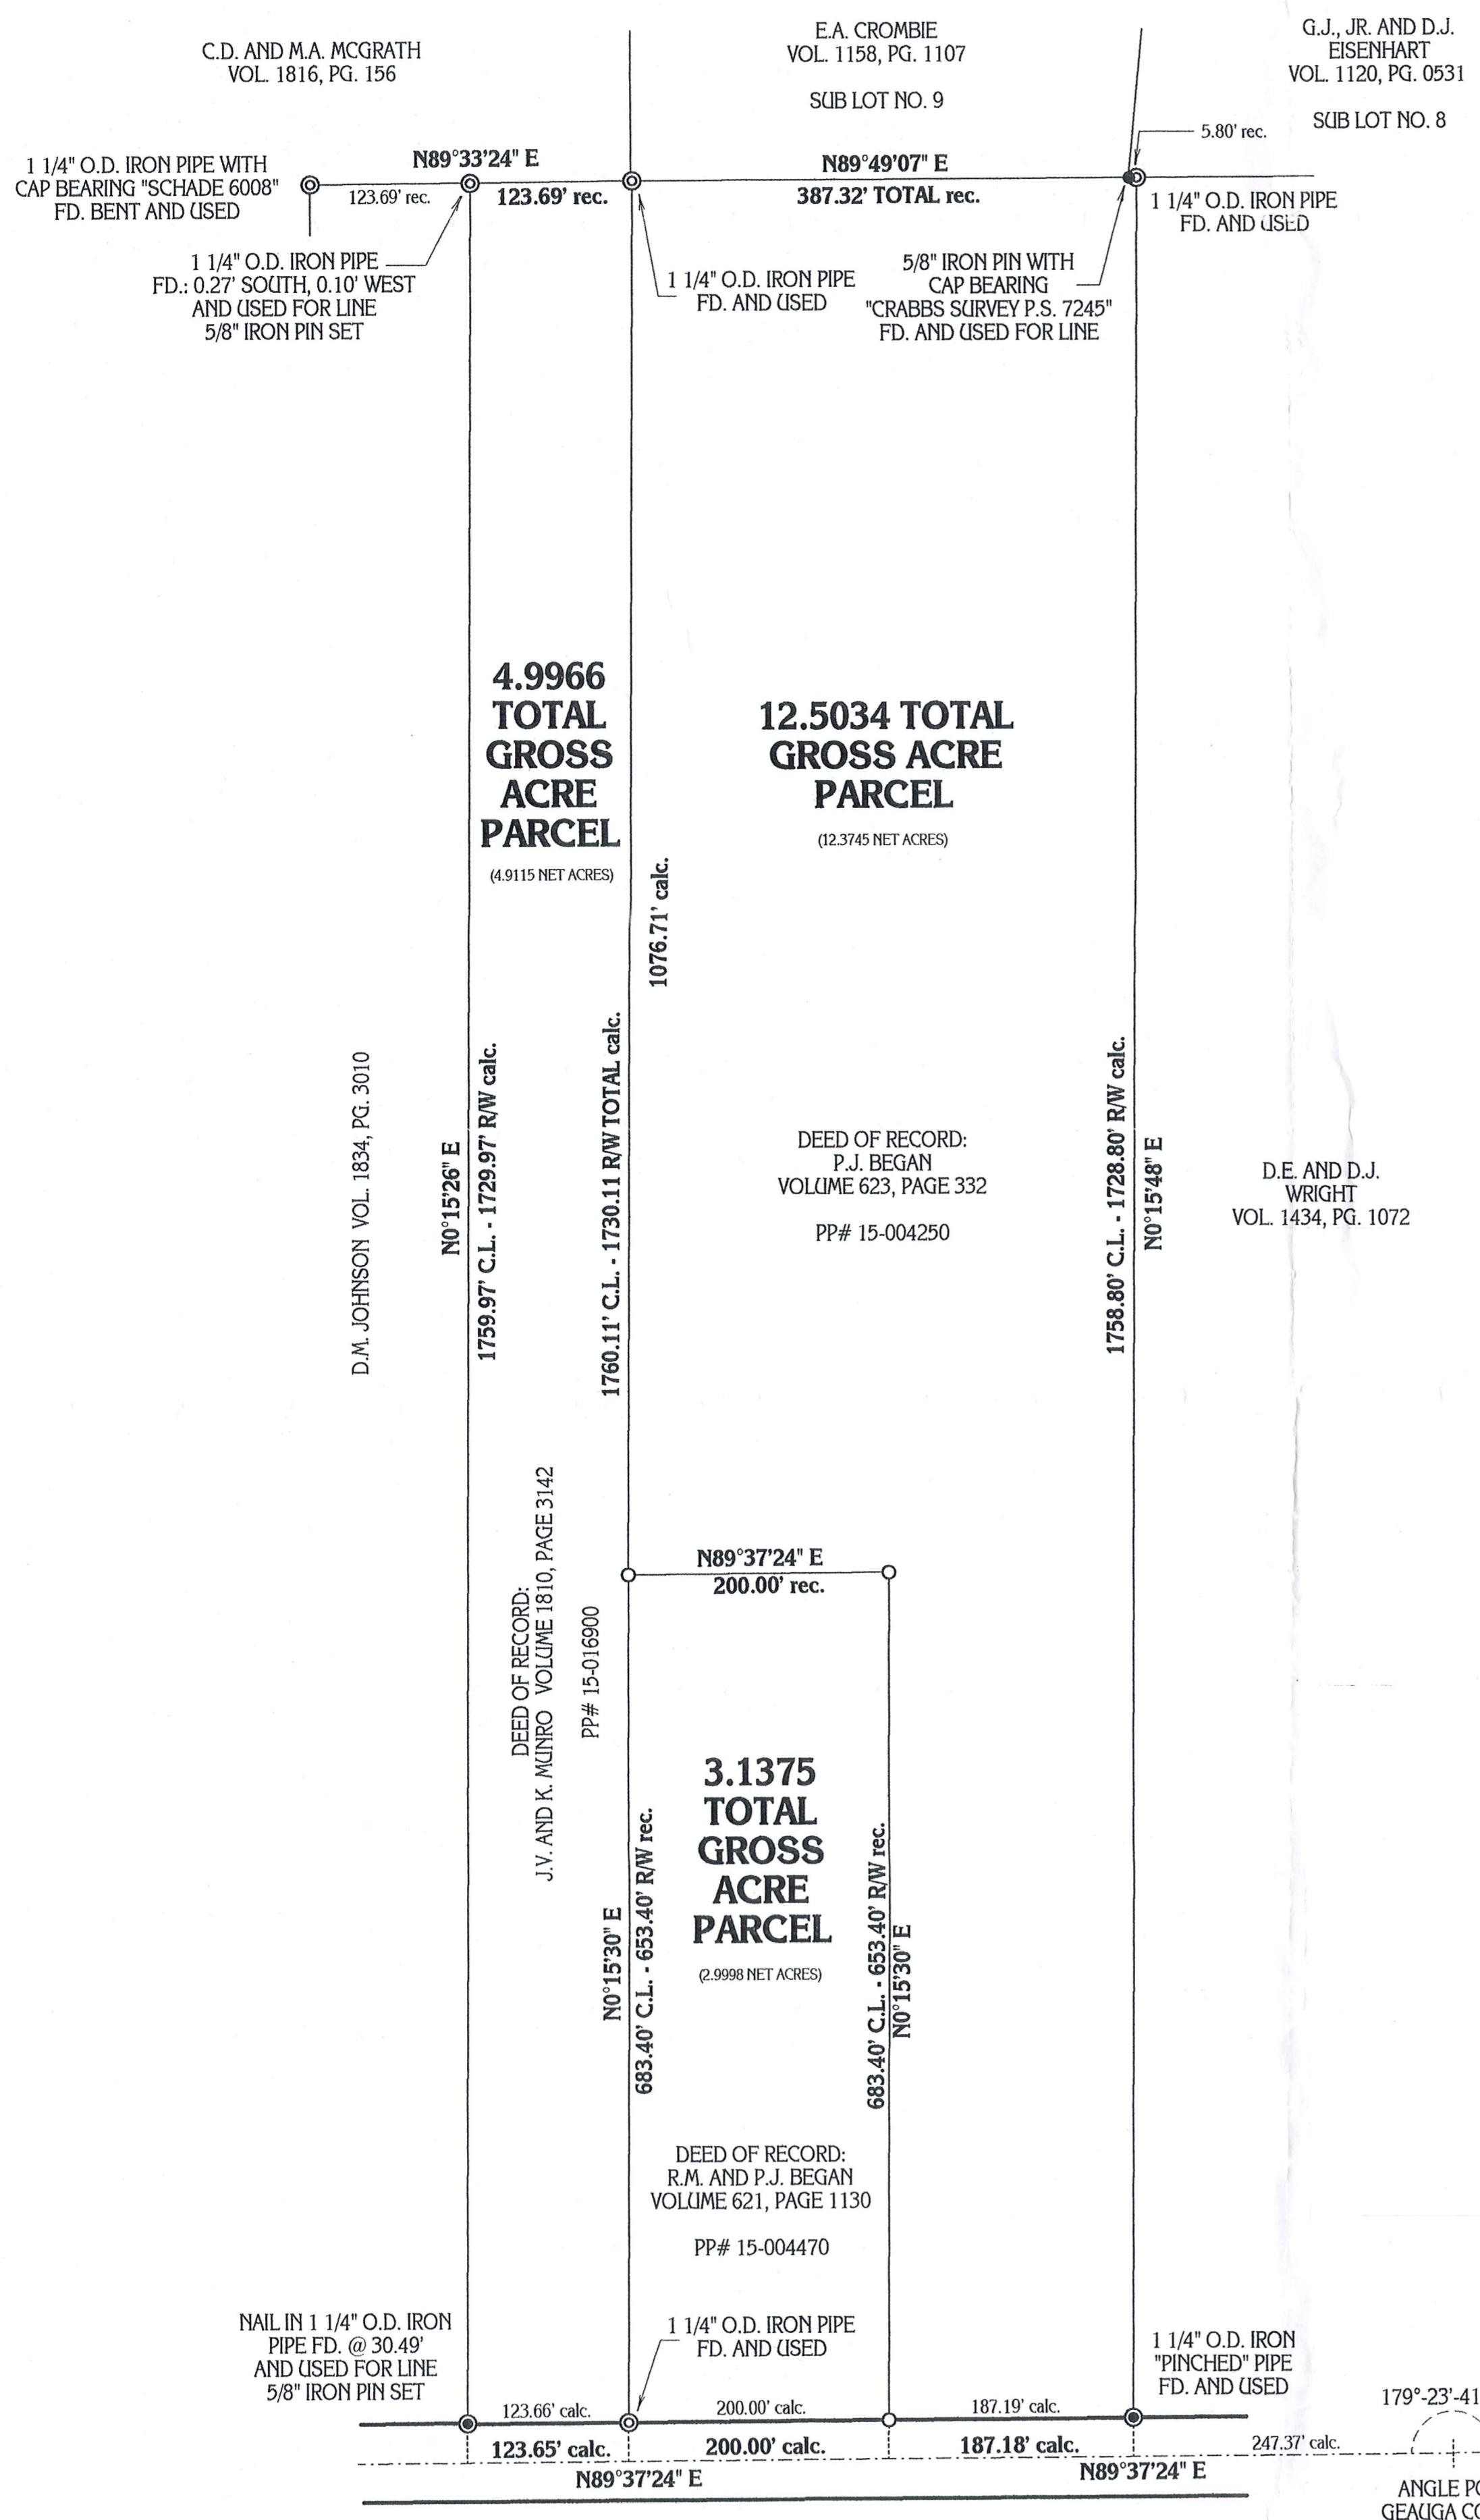 C.D. AND M.A. MCGRATH
VOL. 1816, PG. 156
E.A. CROMBIE
VOL. 1158, PG. 1107
SUB LOT NO. 9
G.J., JR. AND D.J.
EISENHART
VOL. 1120, PG. 0531
SUB LOT NO. 8
5.80' rec.
1 1/4" O.D. IRON PIPE WITH
CAP BEARING "SCHADE 6008"
FD. BENT AND USED
N89°33'24" E
123.69' rec.
123.69' rec.
N89°49'07" E
387.32' TOTAL rec.
1 1/4" O.D. IRON PIPE
FD. AND USED
1 1/4" O.D. IRON PIPE
FD.: 0.27' SOUTH, 0.10' WEST
AND USED FOR LINE
5/8" IRON PIN SET
1 1/4" O.D. IRON PIPE
FD. AND USED
5/8" IRON PIN WITH
CAP BEARING
"CRABBS SURVEY P.S. 7245"
FD. AND USED FOR LINE
4.9966
TOTAL
GROSS
ACRE
PARCEL
(4.9115 NET ACRES)
12.5034 TOTAL
GROSS ACRE
PARCEL
(12.3745 NET ACRES)
1076.71' calc.
D.M. JOHNSON VOL. 1834, PG. 3010
N0°15'26" E
1759.97' C.L. - 1729.97' R/W calc.
1760.11' C.L. - 1730.11 R/W TOTAL calc.
DEED OF RECORD:
P.J. BEGAN
VOLUME 623, PAGE 332
PP# 15-004250
1758.80' C.L. - 1728.80' R/W calc.
N0°15'48" E
D.E. AND D.J.
WRIGHT
VOL. 1434, PG. 1072
DEED OF RECORD:
J.V. AND K. MUNRO VOLUME 1810, PAGE 3142
PP# 15-016900
N89°37'24" E
200.00' rec.
3.1375
TOTAL
GROSS
ACRE
PARCEL
(2.9998 NET ACRES)
N0°15'30" E
683.40' C.L. - 653.40' R/W rec.
683.40' C.L. - 653.40' R/W rec.
N0°15'30" E
DEED OF RECORD:
R.M. AND P.J. BEGAN
VOLUME 621, PAGE 1130
PP# 15-004470
NAIL IN 1 1/4" O.D. IRON
PIPE FD. @ 30.49'
AND USED FOR LINE
5/8" IRON PIN SET
1 1/4" O.D. IRON PIPE
FD. AND USED
1 1/4" O.D. IRON
"PINCHED" PIPE
FD. AND USED
179°-23'-41
123.66' calc.
200.00' calc.
187.19' calc.
123.65' calc.
200.00' calc.
187.18' calc.
247.37' calc.
N89°37'24" E
N89°37'24" E
ANGLE
GEAUGA